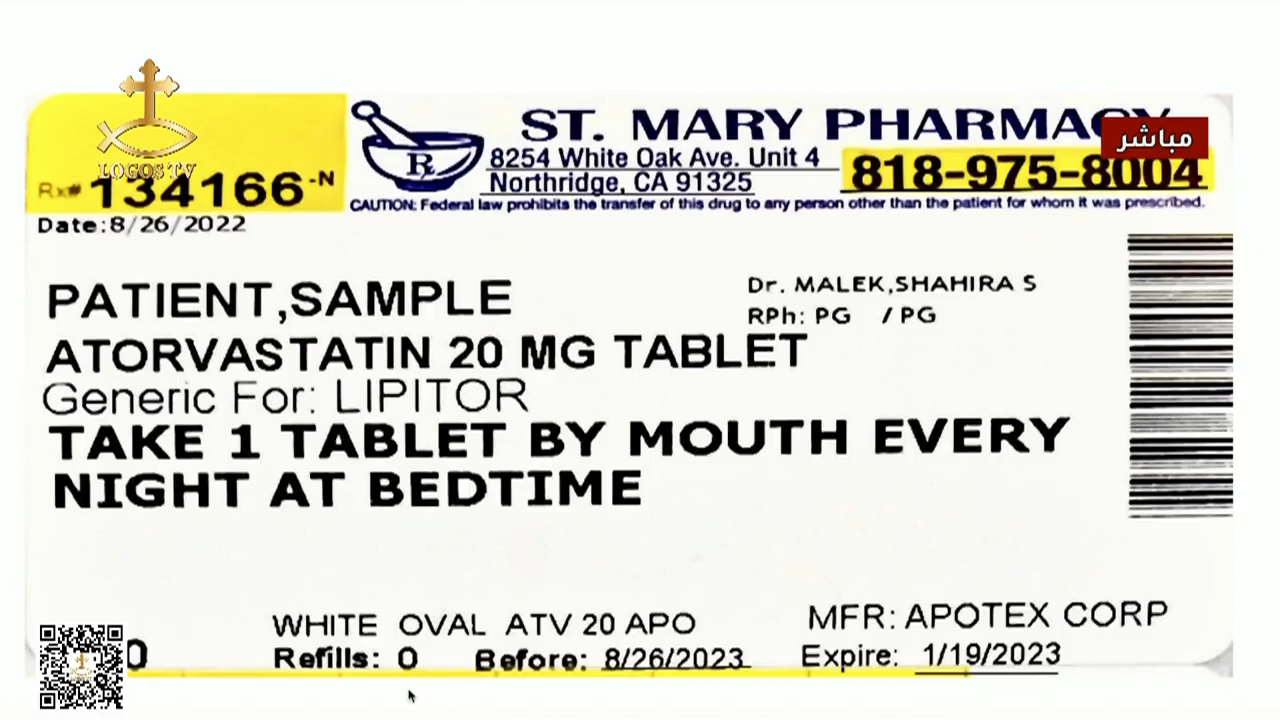 LOGOS TV
Rx# 134166-N
Date:8/26/2022
R
ST. MARY PHARMACY
مباشر
8254 White Oak Ave. Unit 4
Northridge, CA 91325
818-975-8004
CAUTION: Federal law prohibits the transfer of this drug to any person other than the patient for whom it was prescribed.
PATIENT,SAMPLE
Dr. MALEK,SHAHIRA S
RPh: PG / PG
ATORVASTATIN 20 MG TABLET
Generic For: LIPITOR
TAKE 1 TABLET BY MOUTH EVERY
NIGHT AT BEDTIME
WHITE OVAL ATV 20 APO
MFR: APOTEX CORP
Refills: 0 Before: 8/26/2023
Expire: 1/19/2023